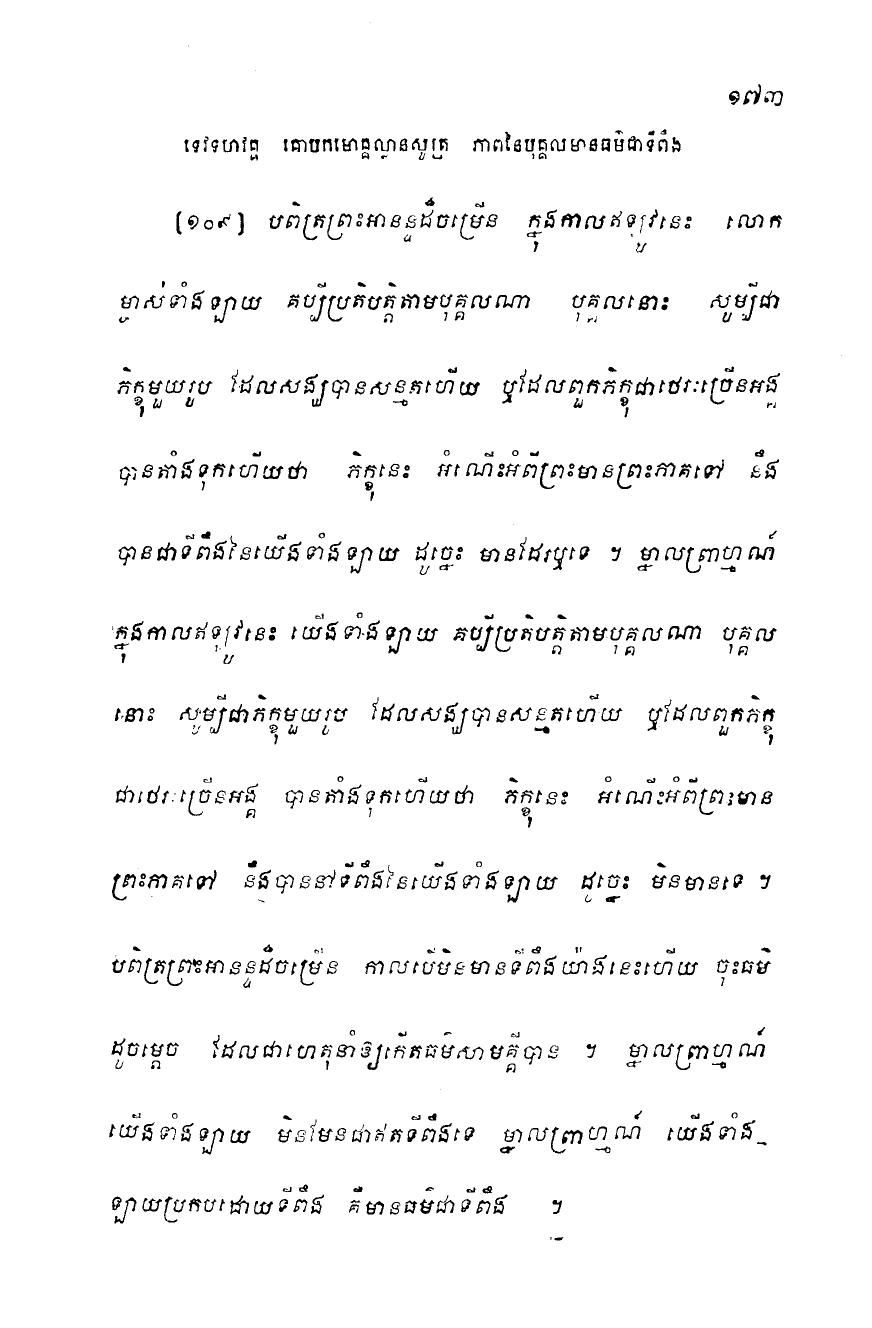 ១៧៣
ទេវទហវគ្គ គោបកមោគ្គល្លានសូត្រ ភាពនៃបុគ្គលមានធម៌ជាទីពឹង
[១០៩] បពិត្រព្រះអានន្ទដ៏ចម្រើន ក្នុងកាលឥឡូវនេះ លោក
ម្ចាស់ទាំងឡាយ គប្បីប្រតិបត្តិតាមបុគ្គលណា បុគ្គលនោះ សូម្បីជា
ភិក្ខុមួយរូប ដែលសង្ឃបានសន្មតហើយ ឬដែលពួកភិក្ខុជាថេរៈច្រើនអង្គ
បានតាំងទុកហើយថា ភិក្ខុនេះ អំណើះអំពីព្រះមានព្រះភាគទៅ នឹង
បានជាទីពឹងនៃយើងទាំងឡាយ ដូច្នេះ មានដែរឬទេ ។ ម្នាលព្រាហ្មណ៍
ក្នុងកាលឥឡូវនេះ យើងទាំងឡាយ គប្បីប្រតិបត្តិតាមបុគ្គលណា បុគ្គល
នោះ សូម្បីជាភិក្ខុមួយរូប ដែលសង្ឃបានសន្មតហើយ ឬដែលពួកភិក្ខុ
ជាថេរៈច្រើនអង្គ បានតាំងទុកហើយថា ភិក្ខុនេះ អំណើះអំពីព្រះមាន
ព្រះភាគទៅ នឹងបាននៅទីពឹងនៃយើងទាំងឡាយ ដូច្នេះ មិនមានទេ ។
បពិត្រព្រះអានន្ទដ៏ចម្រើន កាលបើមិនមានទីពឹងយ៉ាងនេះហើយ ចុះធម៌
ដូចម្តេច ដែលជាហេតុនាំឱ្យកើតធម៌សាមគ្គីបាន ។ ម្នាលព្រាហ្មណ៍
យើងទាំងឡាយ មិនមែនជាឥតទីពឹងទេ ម្នាលព្រាហ្មណ៍ យើងទាំង
ឡាយប្រកបដោយទីពឹង គឺមានធម៌ជាទីពឹង ។